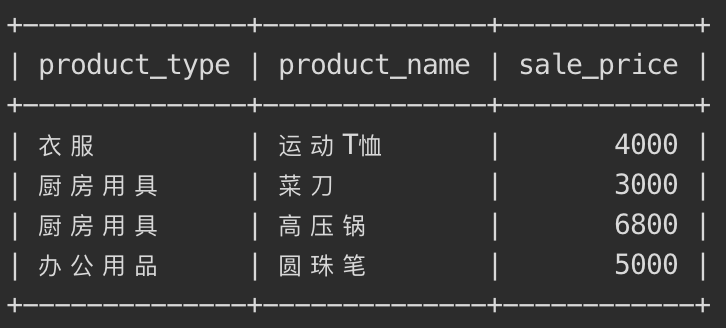 +--------------+--------------+------------+
| product_type | product_name | sale_price |
+--------------+--------------+------------+
| 衣服 | 运动T恤 | 4000 |
| 厨房用具 | 菜刀 | 3000 |
| 厨房用具 | 高压锅 | 6800 |
| 办公用品 | 圆珠笔 | 5000 |
+--------------+--------------+------------+